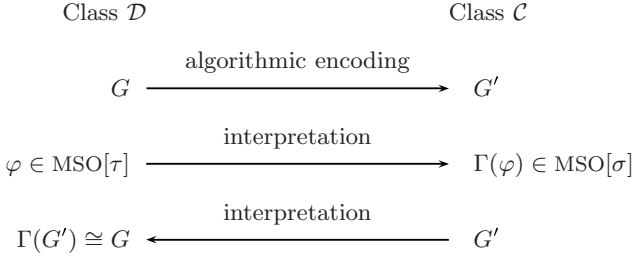 Class 𝒟 Class 𝒞
algorithmic encoding
G G′
interpretation
φ ∈ MSO[τ] Γ(φ) ∈ MSO[σ]
interpretation
Γ(G′) ≅ G G′